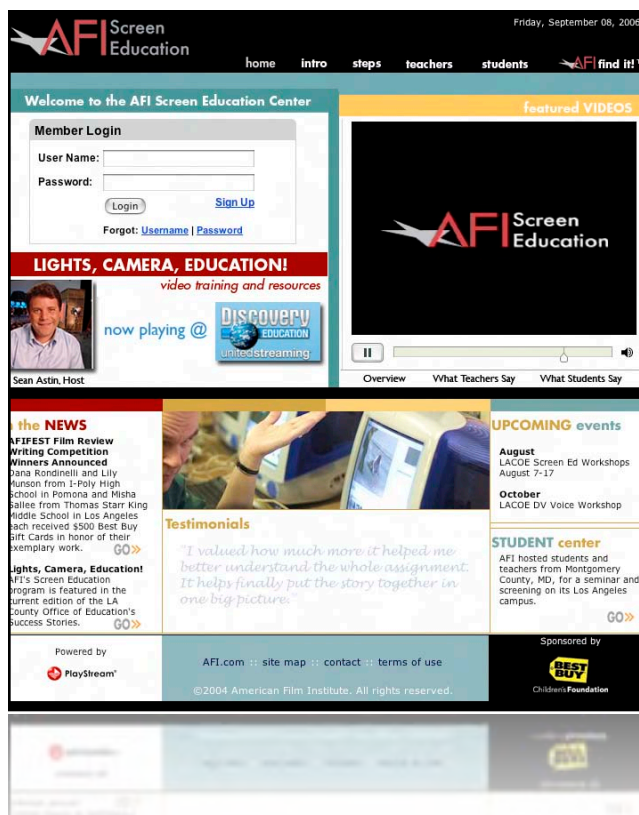 AFI Screen
Education
Friday, September 08, 2006
home intro steps teachers students AFI find it!
Welcome to the AFI Screen Education Center
Member Login
User Name:
Password:
Login Sign Up
Forgot: Username | Password
LIGHTS, CAMERA, EDUCATION!
video training and resources
now playing @
Discovery
EDUCATION
unitedstreaming
Sean Astin, Host
featured VIDEOS
AFI Screen
Education
Overview What Teachers Say What Students Say
the NEWS
AFIFEST Film Review
Writing Competition
Winners Announced
Dana Rondinelli and Lily
Munson from I-Poly High
School in Pomona and Misha
Sallee from Thomas Starr King
Middle School in Los Angeles
each received $500 Best Buy
Gift Cards in honor of their
exemplary work. GO»
Lights, Camera, Education!
AFI's Screen Education
program is featured in the
current edition of the LA
County Office of Education's
Success Stories. GO»
Testimonials
"I valued how much more it helped me
better understand the whole assignment.
It helps finally put the story together in
one big picture."
UPCOMING events
August
LACOE Screen Ed Workshops
August 7-17
October
LACOE DV Voice Workshop
STUDENT center
AFI hosted students and
teachers from Montgomery
County, MD, for a seminar and
screening on its Los Angeles
campus.
GO»
Powered by
PlayStream
AFI.com :: site map :: contact :: terms of use
©2004 American Film Institute. All rights reserved.
Sponsored by
BEST
BUY
Children's Foundation